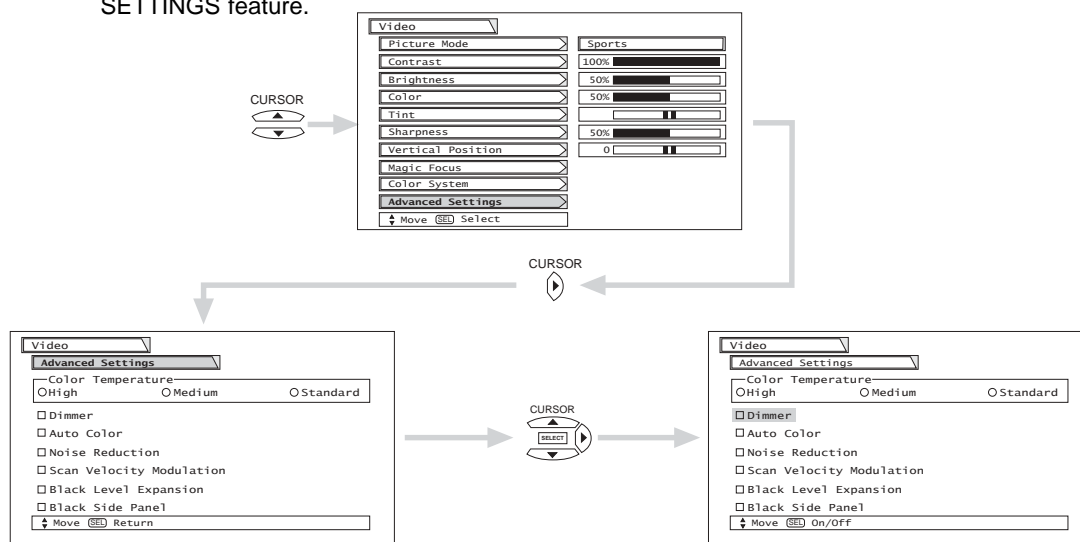 SETTINGS feature.
Video
Picture Mode Sports
Contrast 100%
Brightness 50%
Color 50%
Tint
Sharpness 50%
Vertical Position 0
Magic Focus
Color System
Advanced Settings
Move SEL Select
CURSOR
CURSOR
Video
Advanced Settings
Color Temperature
High Medium Standard
Dimmer
Auto Color
Noise Reduction
Scan Velocity Modulation
Black Level Expansion
Black Side Panel
Move SEL Return
CURSOR
SELECT
Video
Advanced Settings
Color Temperature
High Medium Standard
Dimmer
Auto Color
Noise Reduction
Scan Velocity Modulation
Black Level Expansion
Black Side Panel
Move SEL On/Off